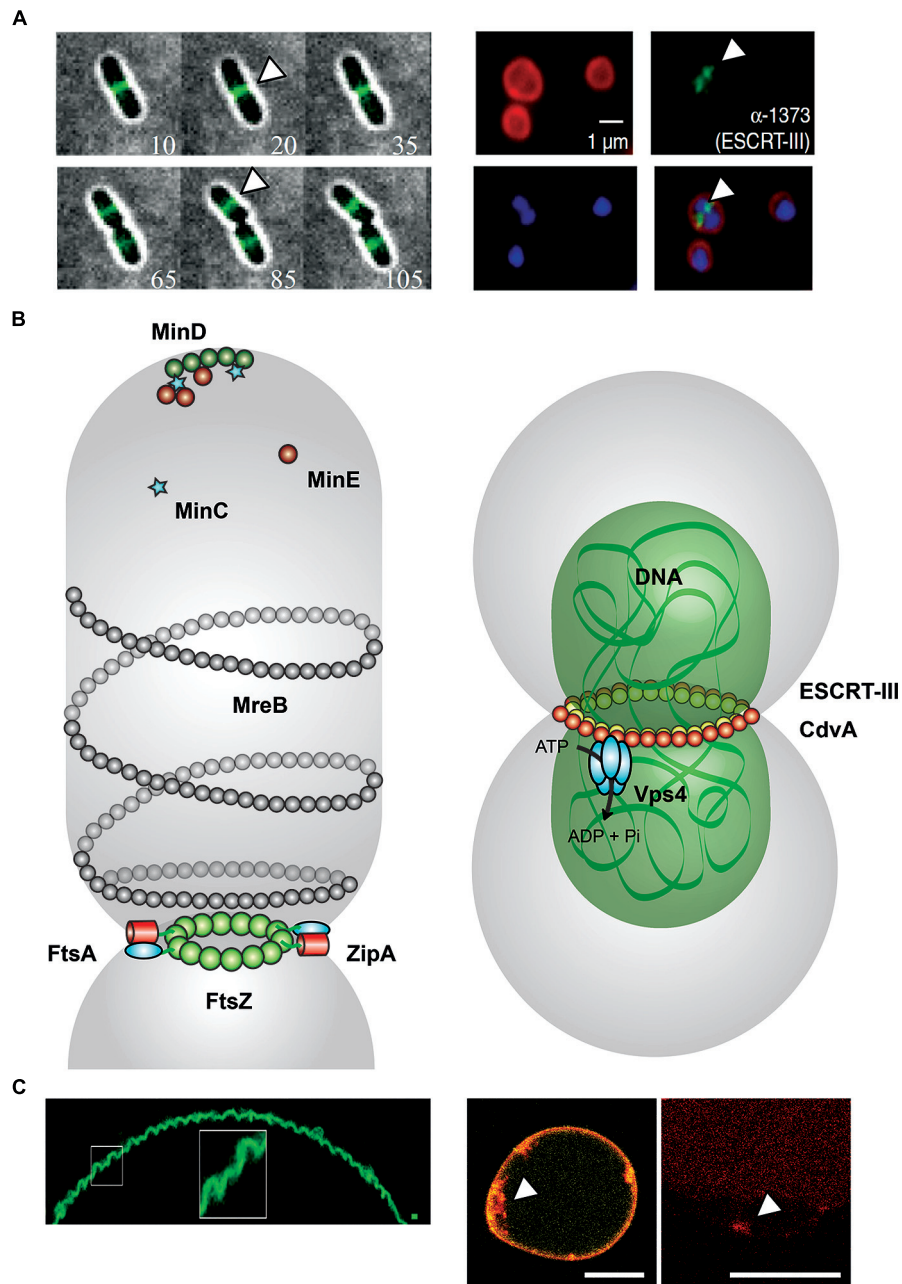 A
10
20
35
1 µm
α-1373
(ESCRT-III)
65
85
105
B
MinD
MinE
MinC
MreB
FtsA
ZipA
FtsZ
DNA
ESCRT-III
CdvA
ATP
Vps4
ADP + Pi
C